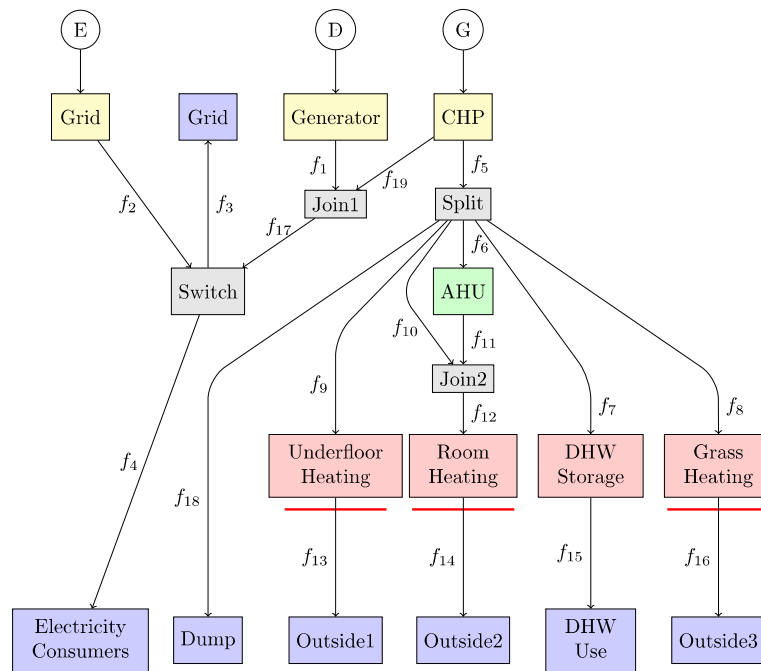 E
D
G
Grid
Grid
Generator
CHP
f₁
f₅
f₁₉
f₂
f₃
Join1
Split
f₁₇
f₆
Switch
AHU
f₁₀
f₁₁
Join2
f₉
f₇
f₈
f₁₂
f₄
Underfloor
Heating
Room
Heating
DHW
Storage
Grass
Heating
f₁₈
f₁₃
f₁₄
f₁₅
f₁₆
Electricity
Consumers
Dump
Outside1
Outside2
DHW
Use
Outside3